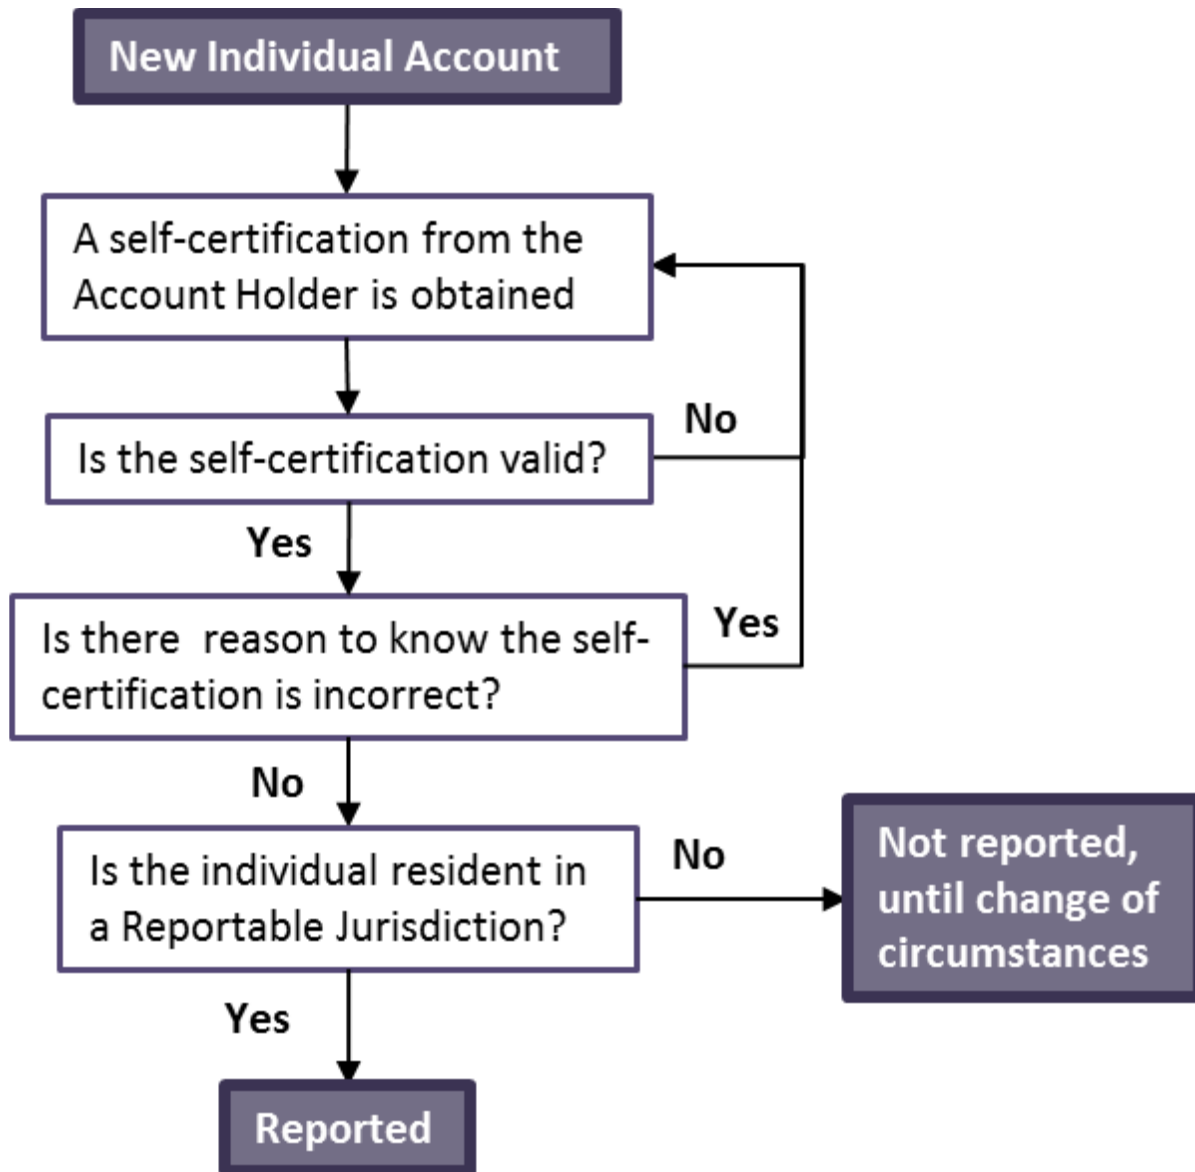 New Individual Account
A self-certification from the
Account Holder is obtained
No
Is the self-certification valid?
Yes
Is there reason to know the self-
certification is incorrect?
Yes
No
Is the individual resident in
a Reportable Jurisdiction?
No
Not reported,
until change of
circumstances
Yes
Reported